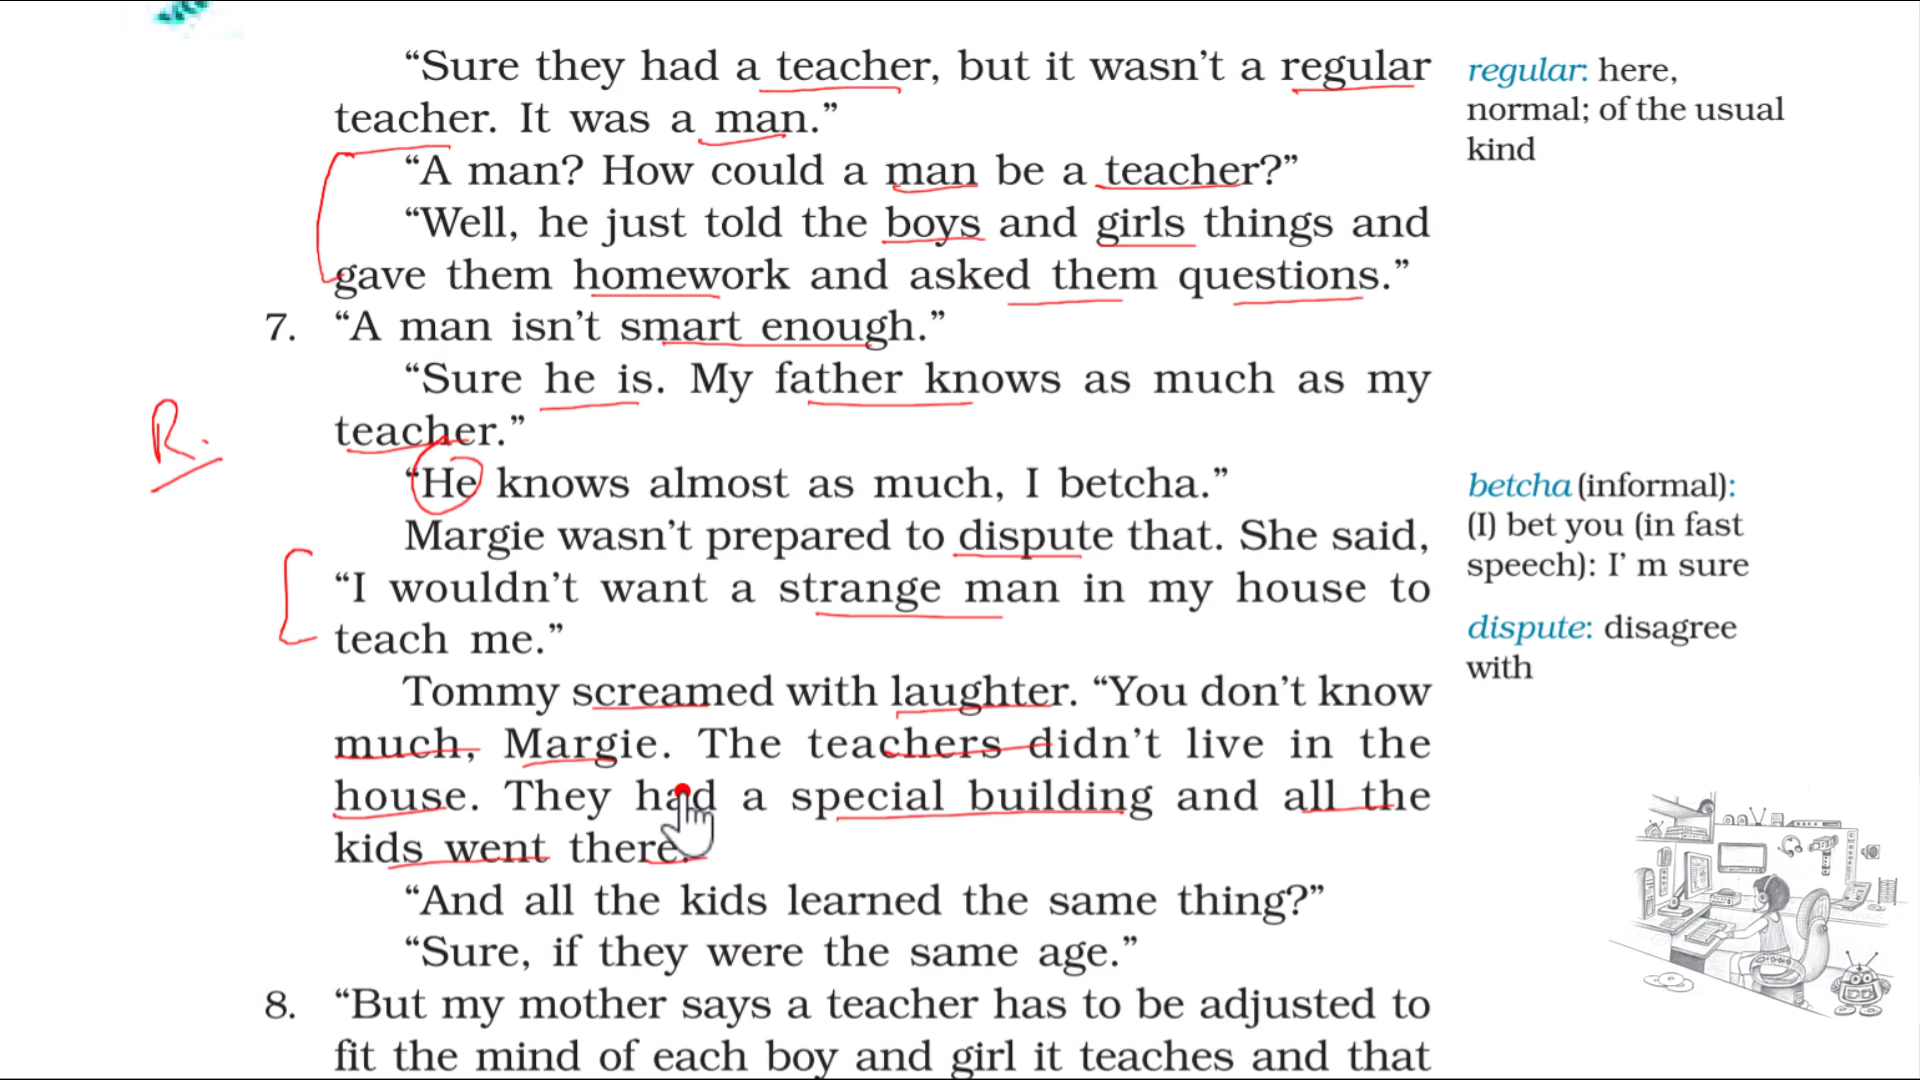 “Sure they had a teacher, but it wasn’t a regular
teacher. It was a man.”
“A man? How could a man be a teacher?”
“Well, he just told the boys and girls things and
gave them homework and asked them questions.”
7. “A man isn’t smart enough.”
“Sure he is. My father knows as much as my
teacher.”
“He knows almost as much, I betcha.”
Margie wasn’t prepared to dispute that. She said,
“I wouldn’t want a strange man in my house to
teach me.”
Tommy screamed with laughter. “You don’t know
much, Margie. The teachers didn’t live in the
house. They had a special building and all the
kids went there.
“And all the kids learned the same thing?”
“Sure, if they were the same age.”
8. “But my mother says a teacher has to be adjusted to
fit the mind of each boy and girl it teaches and that
regular: here,
normal; of the usual
kind
betcha (informal):
(I) bet you (in fast
speech): I’ m sure
dispute: disagree
with
R.